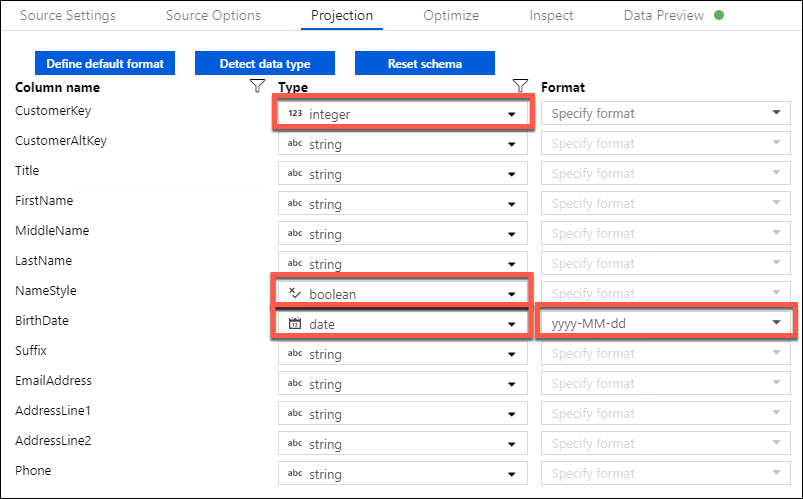 Source Settings Source Options Projection Optimize Inspect Data Preview
Define default format Detect data type Reset schema
Column name Type Format
CustomerKey 123 integer Specify format
CustomerAltKey abc string Specify format
Title abc string Specify format
FirstName abc string Specify format
MiddleName abc string Specify format
LastName abc string Specify format
NameStyle boolean Specify format
BirthDate 12 date yyyy-MM-dd
Suffix abc string Specify format
EmailAddress abc string Specify format
AddressLine1 abc string Specify format
AddressLine2 abc string Specify format
Phone abc string Specify format